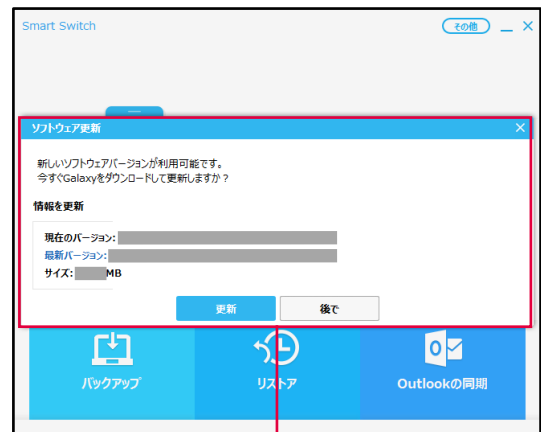 Smart Switch
その他
ソフトウェア更新
新しいソフトウェアバージョンが利用可能です。
今すぐGalaxyをダウンロードして更新しますか？
情報を更新
現在のバージョン:
最新バージョン:
サイズ: MB
更新 後で
バックアップ リストア Outlookの同期